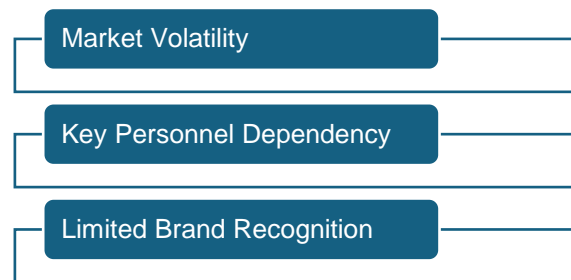 Market Volatility
Key Personnel Dependency
Limited Brand Recognition